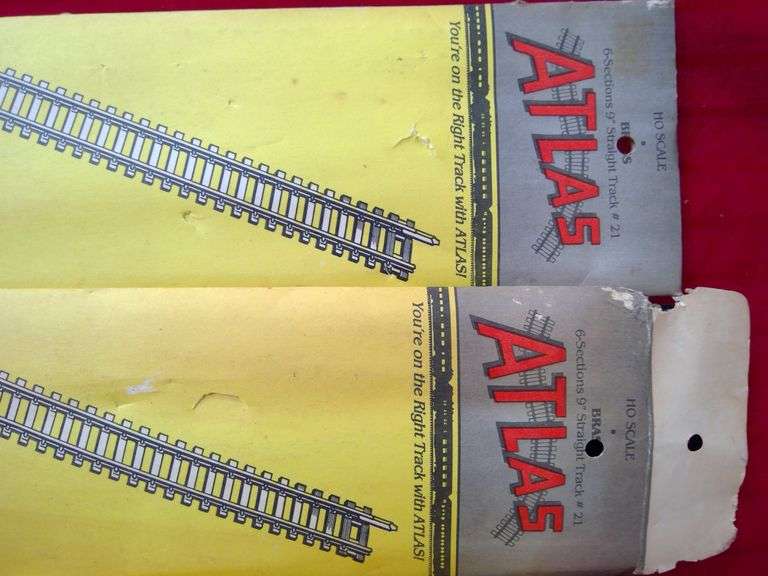 HO SCALE
BRASS
6-Sections 9" Straight Track # 21
ATLAS
You're on the Right Track with ATLAS!
HO SCALE
BRAS
6-Sections 9" Straight Track # 21
ATLAS
You're on the Right Track with ATLAS!